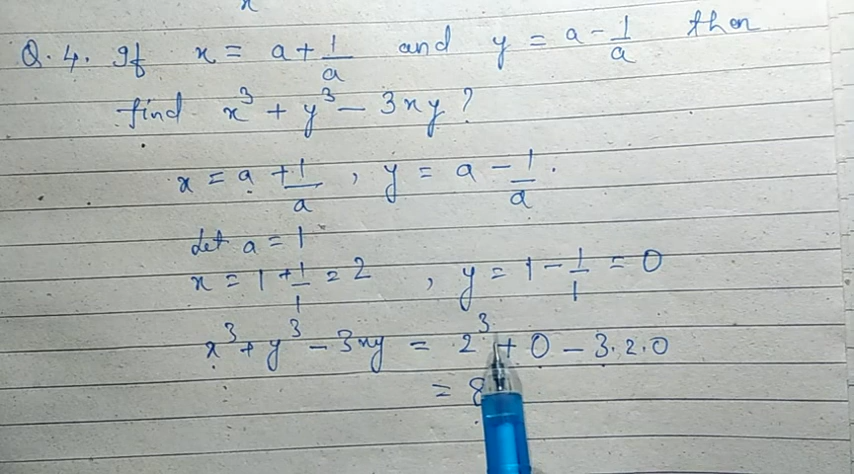 x
Q.4. If x = a + 1/a and y = a - 1/a then
find x³ + y³ - 3xy?
x = a + 1/a , y = a - 1/a.
Let a = 1
x = 1 + 1/1 = 2 , y = 1 - 1/1 = 0
x³ + y³ - 3xy = 2³ + 0 - 3.2.0
= 8